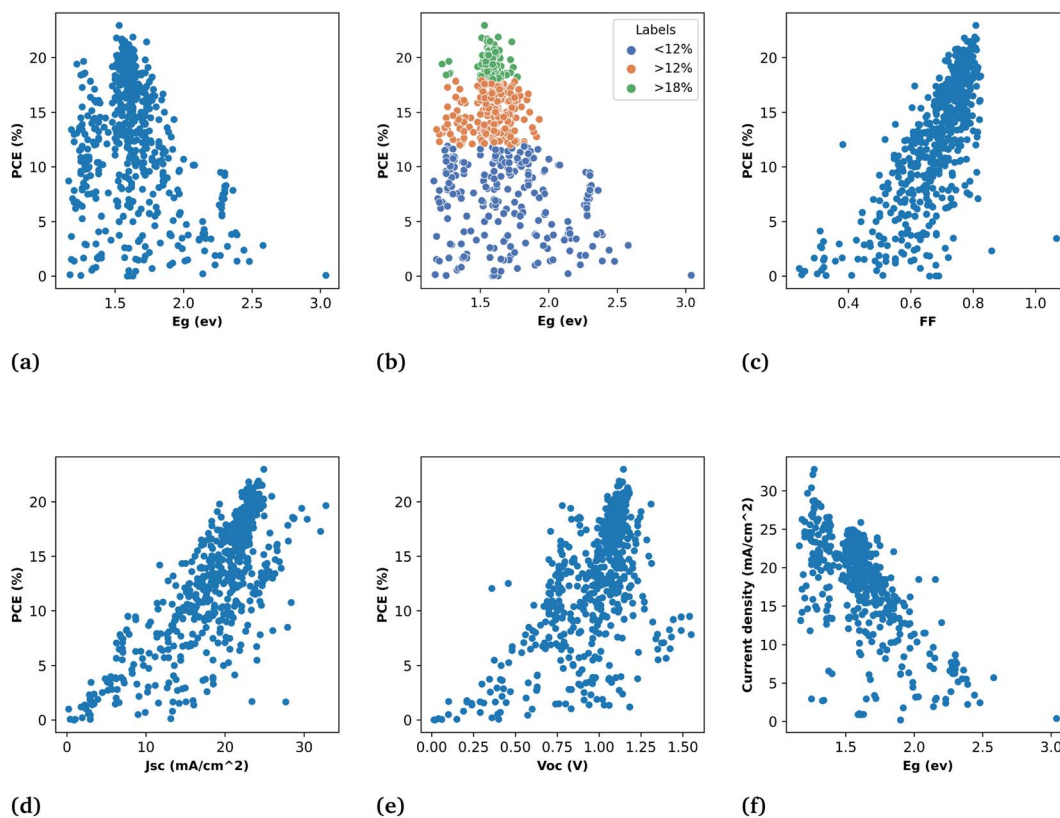 PCE (%)
20
15
10
5
0
1.5 2.0 2.5 3.0
Eg (ev)
(a)
PCE (%)
20
15
10
5
0
Labels
<12%
>12%
>18%
1.5 2.0 2.5 3.0
Eg (ev)
(b)
PCE (%)
20
15
10
5
0
0.4 0.6 0.8 1.0
FF
(c)
PCE (%)
20
15
10
5
0
0 10 20 30
Jsc (mA/cm^2)
(d)
PCE (%)
20
15
10
5
0
0.00 0.25 0.50 0.75 1.00 1.25 1.50
Voc (V)
(e)
Current density (mA/cm^2)
30
25
20
15
10
5
0
1.5 2.0 2.5 3.0
Eg (ev)
(f)